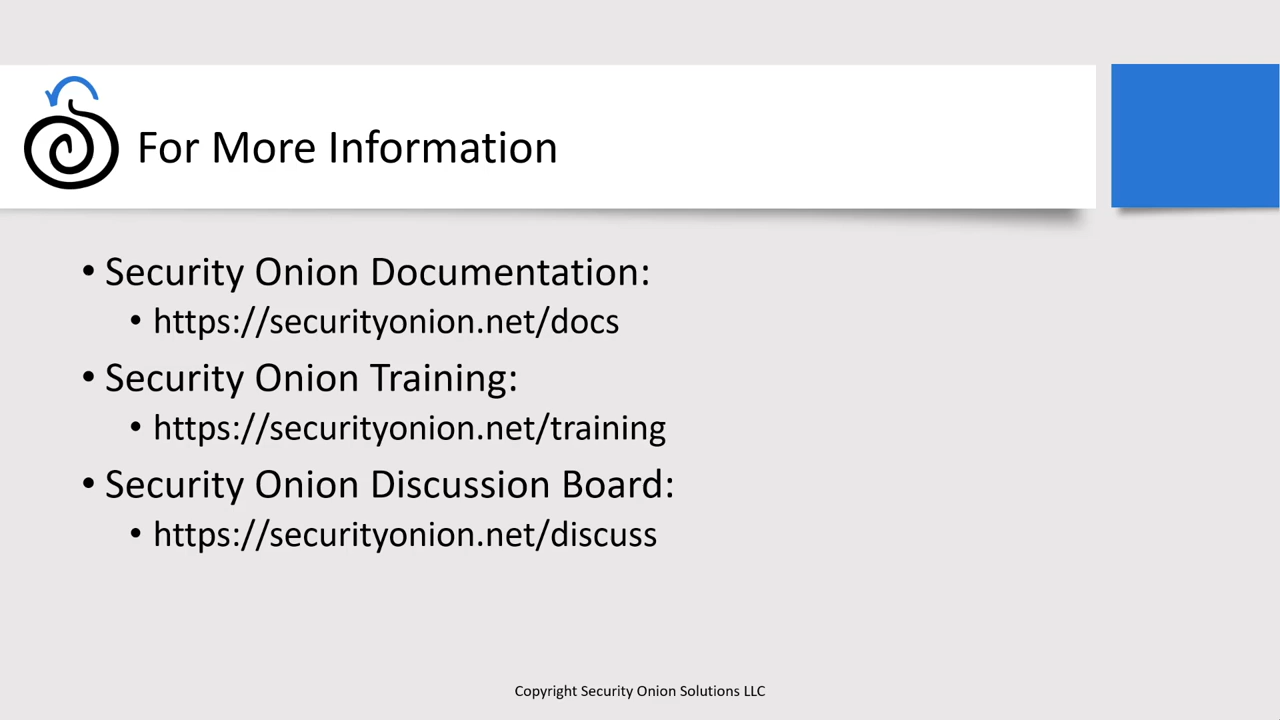 For More Information
• Security Onion Documentation:
• https://securityonion.net/docs
• Security Onion Training:
• https://securityonion.net/training
• Security Onion Discussion Board:
• https://securityonion.net/discuss
Copyright Security Onion Solutions LLC